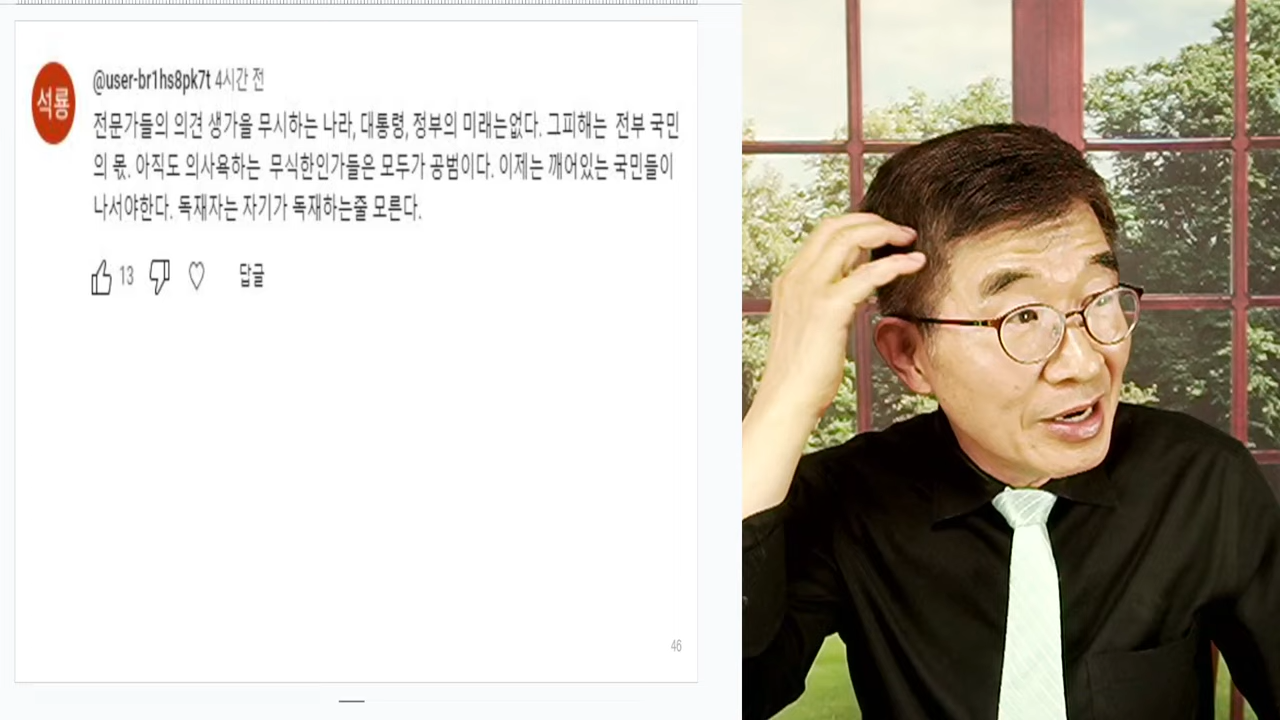 석룡
@user-br1hs8pk7t 4시간 전
전문가들의 의견 생가을 무시하는 나라, 대통령, 정부의 미래는없다. 그피해는 전부 국민
의 몫. 아직도 의사욕하는 무식한인가들은 모두가 공범이다. 이제는 깨어있는 국민들이
나서야한다. 독재자는 자기가 독재하는줄 모른다.
13 답글
46